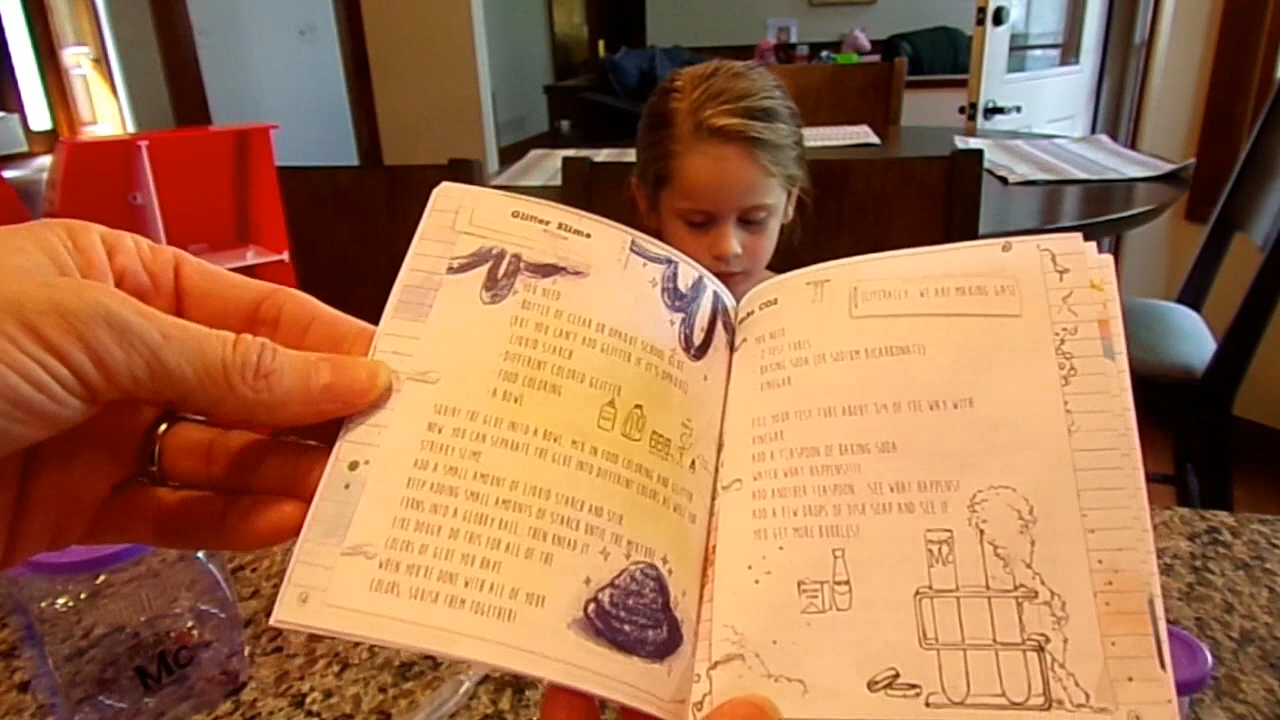 Glitter Slime
YOU NEED
-BOTTLE OF CLEAR OR OPAQUE SCHOOL GLUE
(BUT YOU CAN'T ADD GLITTER IF IT'S OPAQUE)
-LIQUID STARCH
-DIFFERENT COLORED GLITTER
-FOOD COLORING
-A BOWL
SQUIRT THE GLUE INTO A BOWL. MIX IN FOOD COLORING AND GLITTER
NOW. YOU CAN SEPARATE THE GLUE INTO DIFFERENT COLORS AS WELL FOR
STREAKY SLIME
ADD A SMALL AMOUNT OF LIQUID STARCH AND STIR.
KEEP ADDING SMALL AMOUNTS OF STARCH UNTIL THE MIXTURE
TURNS INTO A GLOBBY BALL. THEN KNEAD IT
LIKE DOUGH. DO THIS FOR ALL OF THE
COLORS OF GLUE YOU HAVE
WHEN YOU'RE DONE WITH ALL OF YOUR
COLORS, SQUISH THEM TOGETHER!
CO2
(LITERALLY. WE ARE MAKING GAS)
YOU NEED
- 2 TEST TUBES
- BAKING SODA (OR SODIUM BICARBONATE)
VINEGAR
FILL YOUR TEST TUBE ABOUT 3/4 OF THE WAY WITH
VINEGAR
ADD A TEASPOON OF BAKING SODA
WATCH WHAT HAPPENS!!!!
ADD ANOTHER TEASPOON. SEE WHAT HAPPENS!
ADD A FEW DROPS OF DISH SOAP AND SEE IF
YOU GET MORE BUBBLES!
Mc
Mc